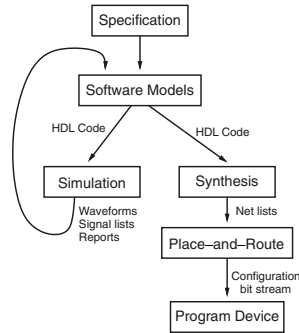 Specification
Software Models
HDL Code
HDL Code
Simulation
Synthesis
Waveforms
Signal lists
Reports
Net lists
Place–and–Route
Configuration
bit stream
Program Device